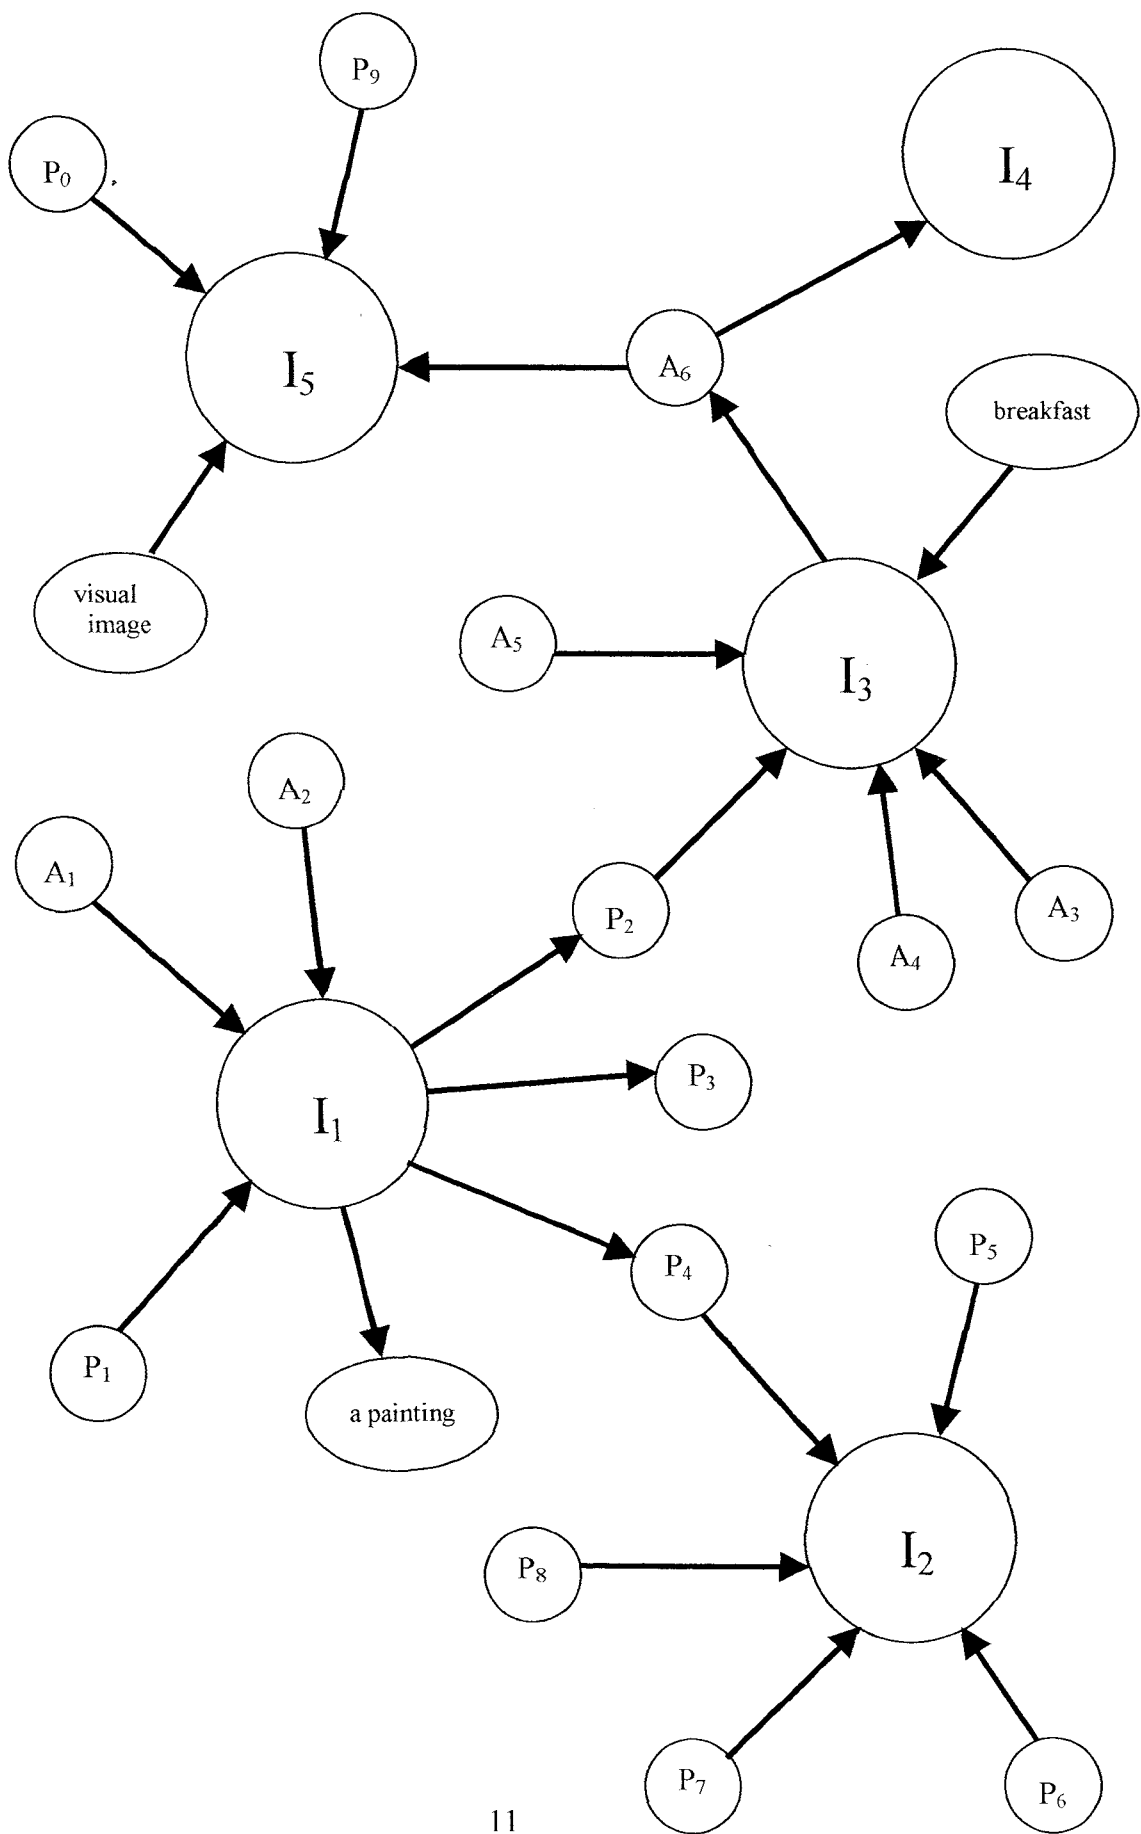 P₉
P₀
I₄
I₅
A₆
breakfast
visual
image
A₅
I₃
A₂
A₁
P₂
A₃
A₄
P₃
I₁
P₄
P₅
P₁
a painting
I₂
P₈
P₇
P₆
11